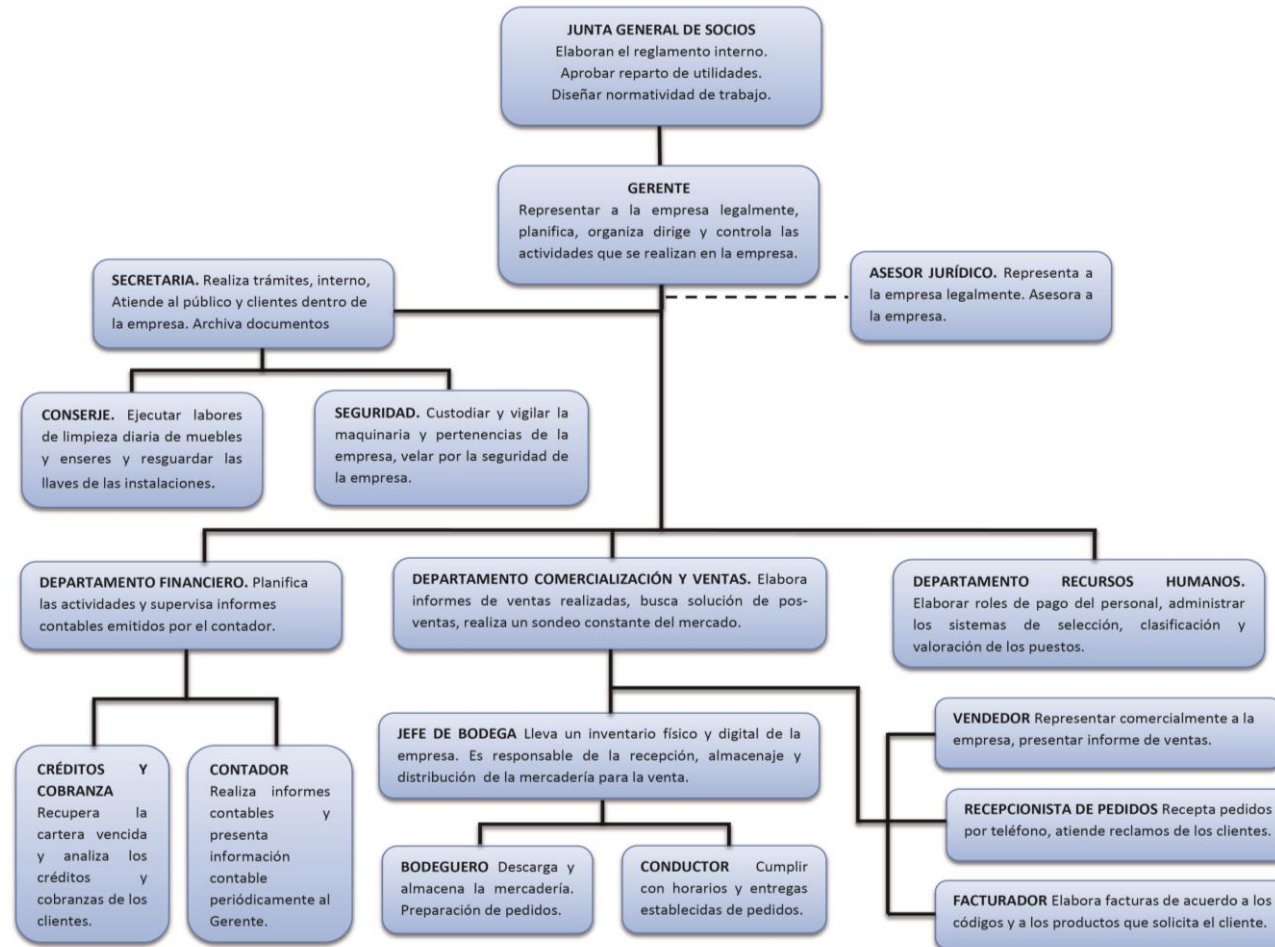 JUNTA GENERAL DE SOCIOS
Elaboran el reglamento interno.
Aprobar reparto de utilidades.
Diseñar normatividad de trabajo.
GERENTE
Representar a la empresa legalmente,
planifica, organiza dirige y controla las
actividades que se realizan en la empresa.
SECRETARIA. Realiza trámites, interno,
Atiende al público y clientes dentro de
la empresa. Archiva documentos
ASESOR JURÍDICO. Representa a
la empresa legalmente. Asesora a
la empresa.
CONSERJE. Ejecutar labores
de limpieza diaria de muebles
y enseres y resguardar las
llaves de las instalaciones.
SEGURIDAD. Custodiar y vigilar la
maquinaria y pertenencias de la
empresa, velar por la seguridad de
la empresa.
DEPARTAMENTO FINANCIERO. Planifica
las actividades y supervisa informes
contables emitidos por el contador.
DEPARTAMENTO COMERCIALIZACIÓN Y VENTAS. Elabora
informes de ventas realizadas, busca solución de pos-
ventas, realiza un sondeo constante del mercado.
DEPARTAMENTO RECURSOS HUMANOS.
Elaborar roles de pago del personal, administrar
los sistemas de selección, clasificación y
valoración de los puestos.
CRÉDITOS Y
COBRANZA
Recupera la
cartera vencida
y analiza los
créditos y
cobranzas de los
clientes.
CONTADOR
Realiza informes
contables y
presenta
información
contable
periódicamente al
Gerente.
JEFE DE BODEGA Lleva un inventario físico y digital de la
empresa. Es responsable de la recepción, almacenaje y
distribución de la mercadería para la venta.
BODEGUERO Descarga y
almacena la mercadería.
Preparación de pedidos.
CONDUCTOR Cumplir
con horarios y entregas
establecidas de pedidos.
VENDEDOR Representar comercialmente a la
empresa, presentar informe de ventas.
RECEPCIONISTA DE PEDIDOS Recepta pedidos
por teléfono, atiende reclamos de los clientes.
FACTURADOR Elabora facturas de acuerdo a los
códigos y a los productos que solicita el cliente.